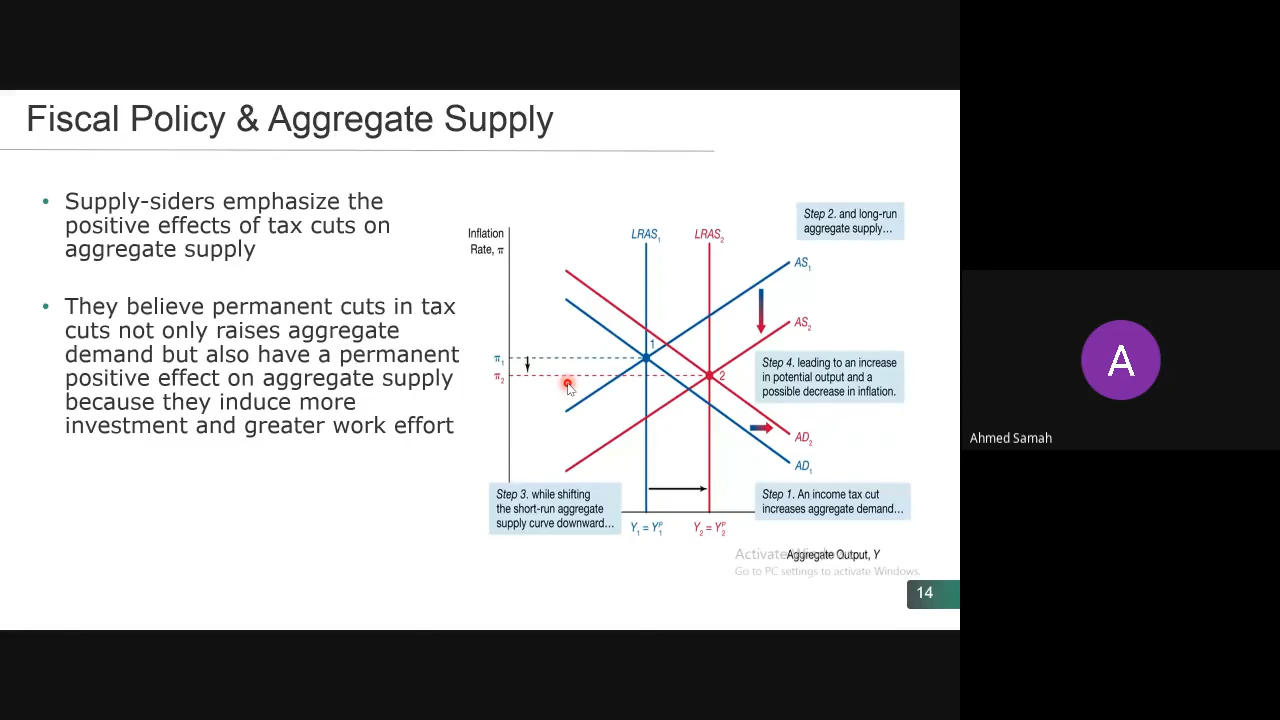 Fiscal Policy & Aggregate Supply
• Supply-siders emphasize the
positive effects of tax cuts on
aggregate supply
• They believe permanent cuts in tax
cuts not only raises aggregate
demand but also have a permanent
positive effect on aggregate supply
because they induce more
investment and greater work effort
Inflation
Rate, π
LRAS₁
LRAS₂
Step 2. and long-run
aggregate supply...
AS₁
AS₂
1
π₁
π₂
2
Step 4. leading to an increase
in potential output and a
possible decrease in inflation.
AD₂
AD₁
Step 3. while shifting
the short-run aggregate
supply curve downward...
Step 1. An income tax cut
increases aggregate demand...
Y₁ = Y₁ᴾ
Y₂ = Y₂ᴾ
Aggregate Output, Y
Activate
Go to PC settings to activate Windows.
14
A
Ahmed Samah